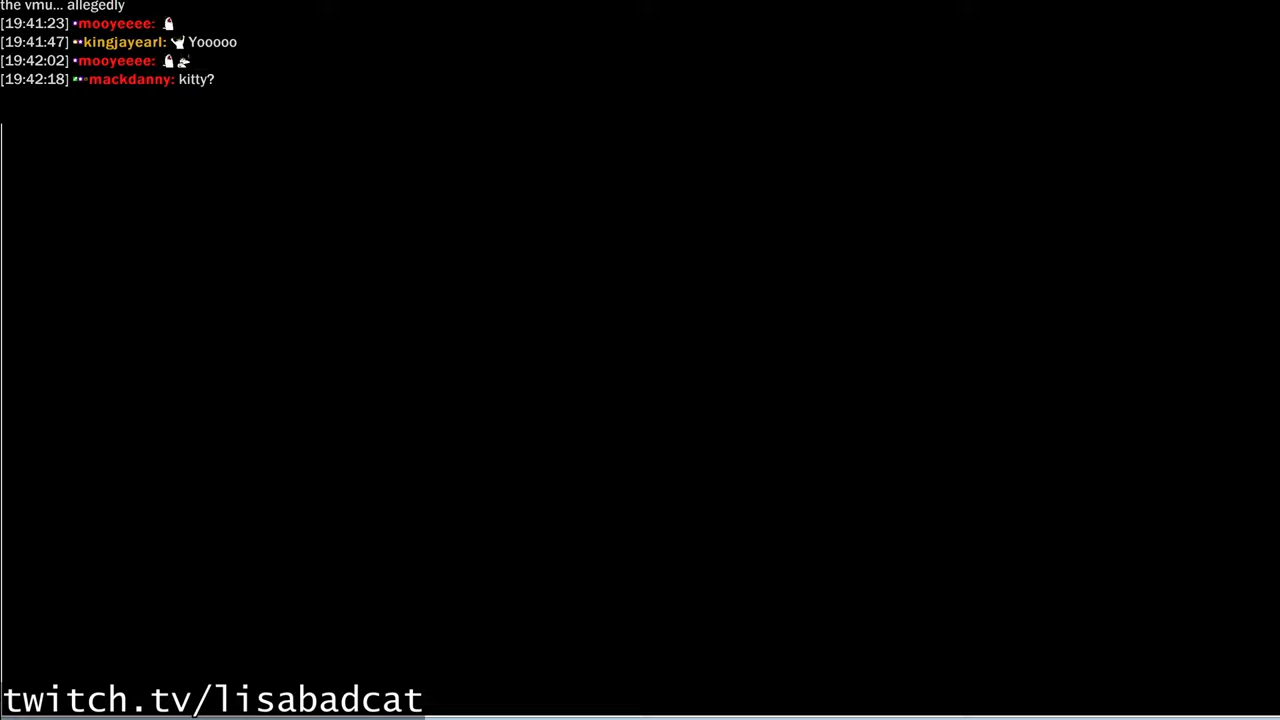 the vmu... allegedly
[19:41:23] mooyeeee:
[19:41:47] kingjayearl: Yooooo
[19:42:02] mooyeeee:
[19:42:18] mackdanny: kitty?
twitch.tv/lisabadcat